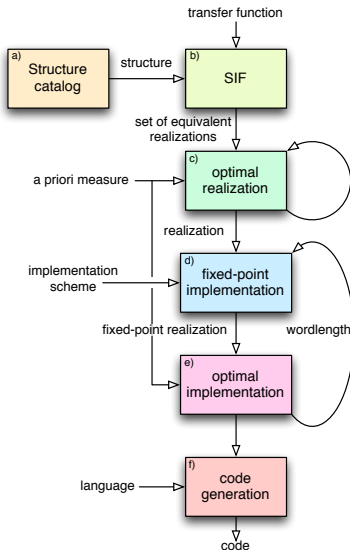 transfer function
a)
Structure
catalog
structure
b)
SIF
set of equivalent
realizations
c)
optimal
realization
a priori measure
realization
d)
fixed-point
implementation
implementation
scheme
fixed-point realization
wordlength
e)
optimal
implementation
f)
code
generation
language
code